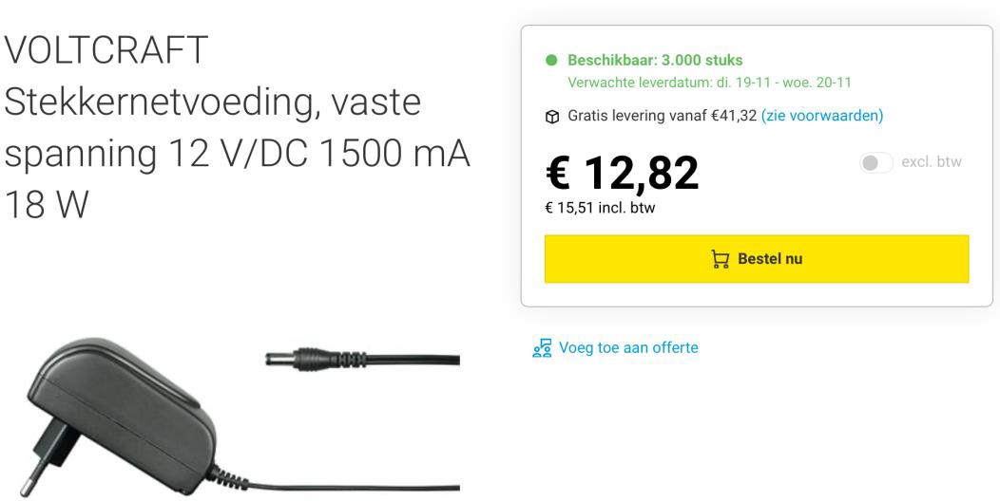 VOLTCRAFT
Stekkernetvoeding, vaste
spanning 12 V/DC 1500 mA
18 W
Beschikbaar: 3.000 stuks
Verwachte leverdatum: di. 19-11 - woe. 20-11
Gratis levering vanaf €41,32 (zie voorwaarden)
€ 12,82
excl. btw
€ 15,51 incl. btw
Bestel nu
Voeg toe aan offerte